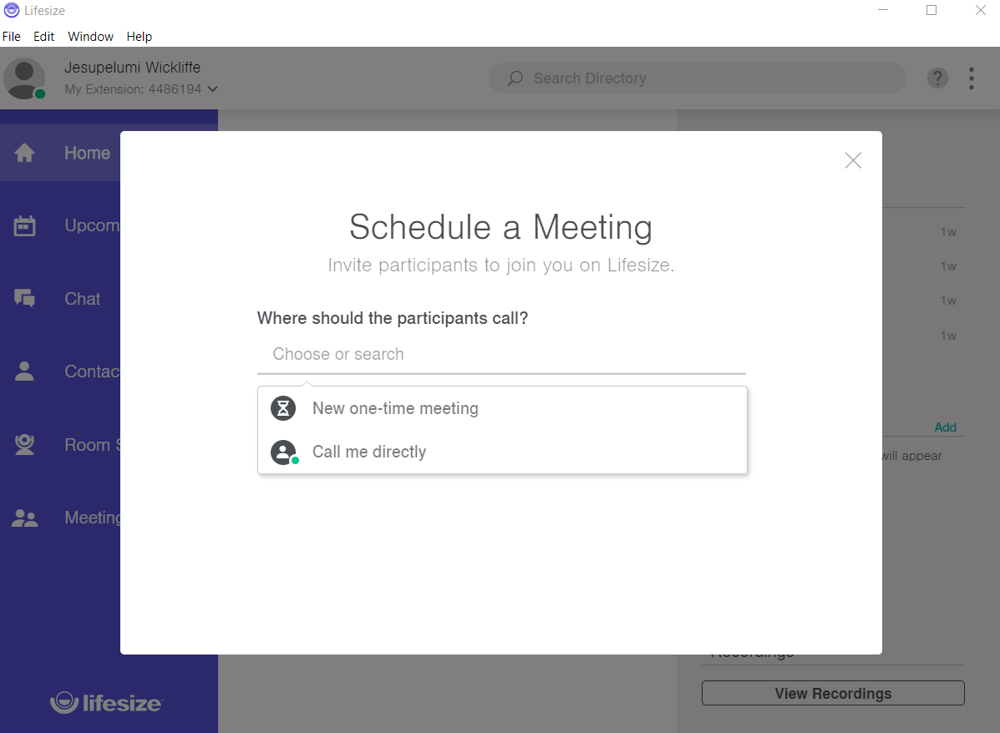 Lifesize
File Edit Window Help
Jesupelumi Wickliffe
My Extension: 4486194
Search Directory
?
Home
Upcom
Chat
Contac
Room S
Meeting
lifesize
Schedule a Meeting
Invite participants to join you on Lifesize.
Where should the participants call?
Choose or search
New one-time meeting
Call me directly
1w
1w
1w
1w
Add
will appear
Recordings
View Recordings